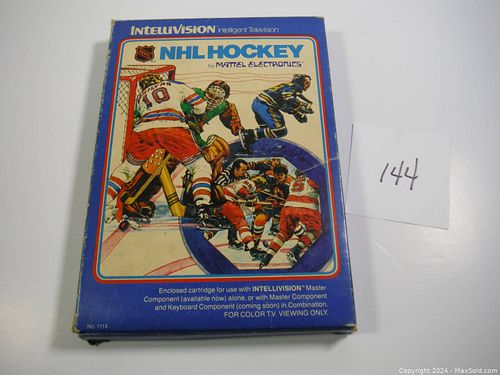 INTELLIVISION Intelligent Television
NHL HOCKEY
by MATTEL ELECTRONICS
10
5
144
Enclosed cartridge for use with INTELLIVISION™ Master
Component (available now) alone, or with Master Component
and Keyboard Component (coming soon) in Combination.
FOR COLOR T.V. VIEWING ONLY.
No. 1114
Copyright 2024 - MaxSold.com